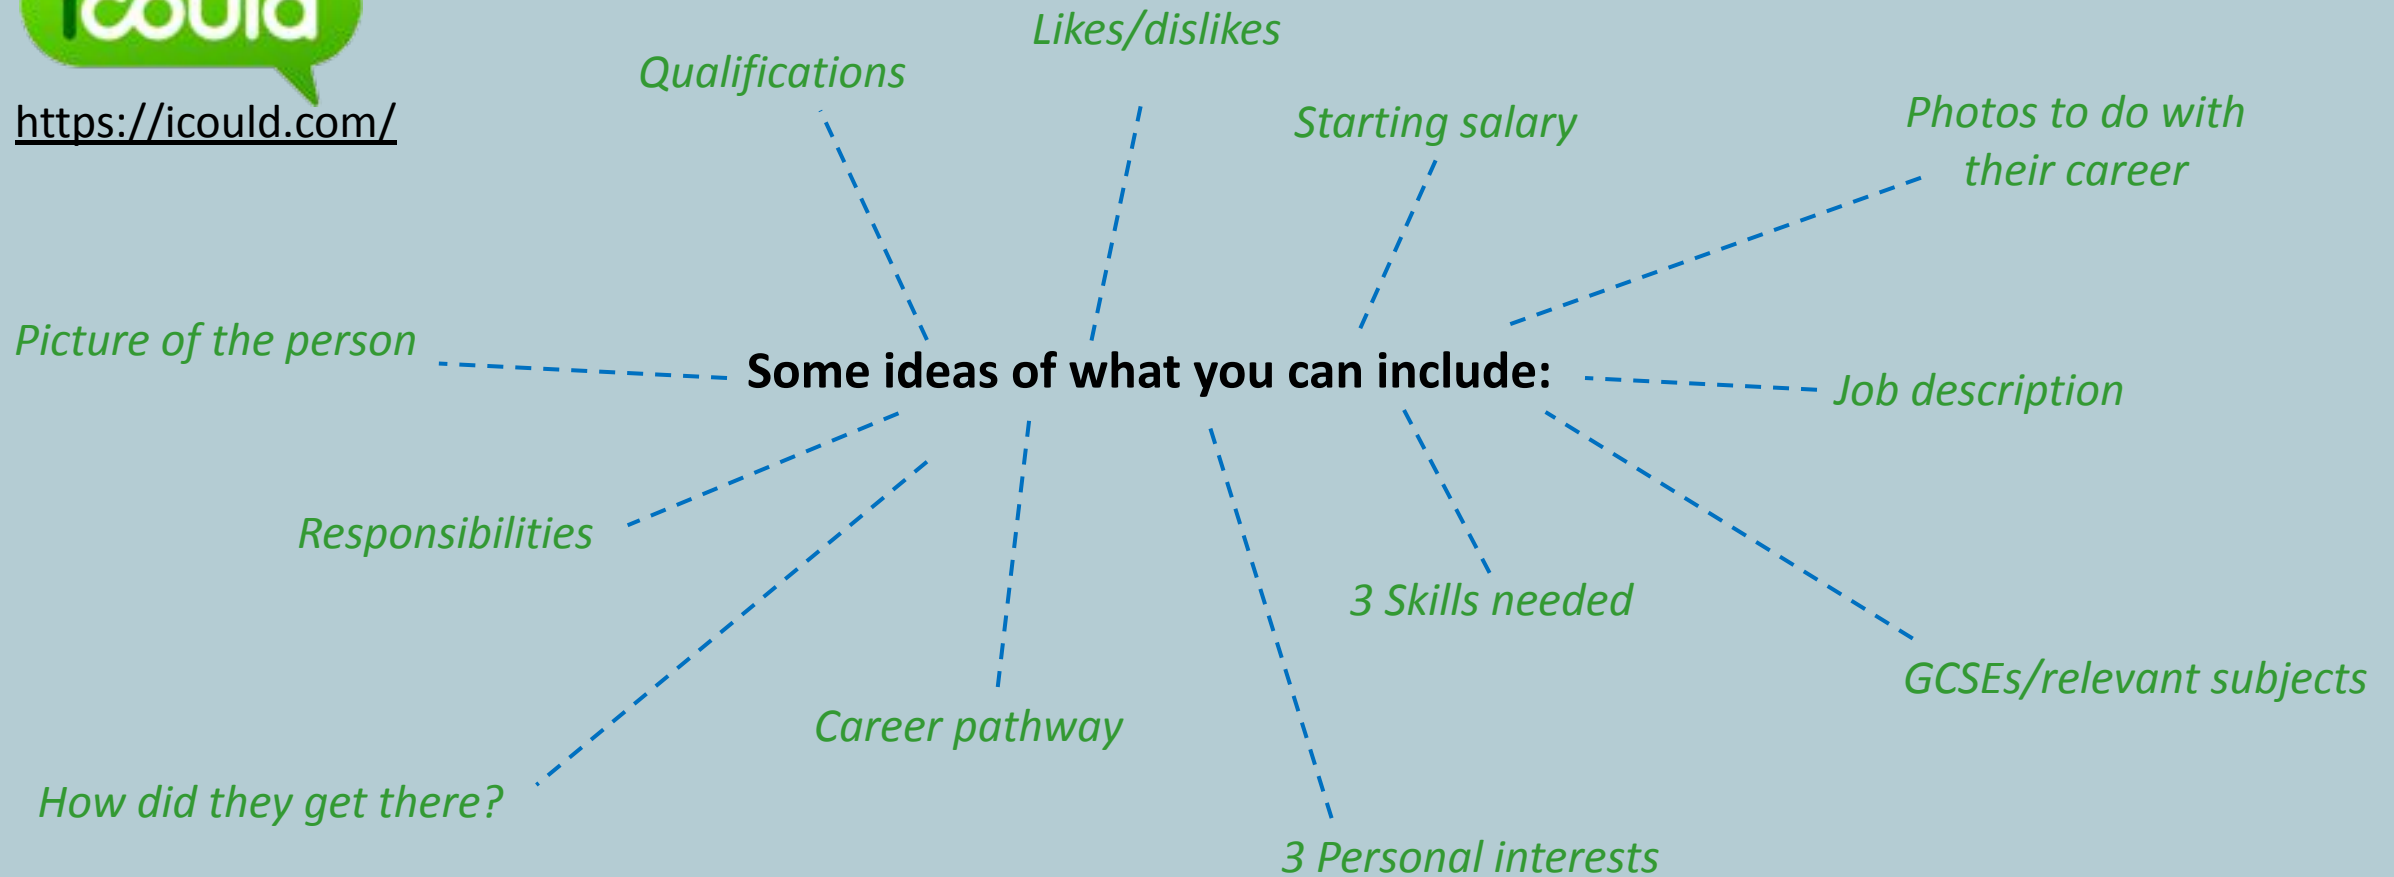 icould
https://icould.com/
Likes/dislikes
Qualifications
Starting salary
Photos to do with
their career
Picture of the person
Some ideas of what you can include:
Job description
Responsibilities
3 Skills needed
GCSEs/relevant subjects
Career pathway
How did they get there?
3 Personal interests